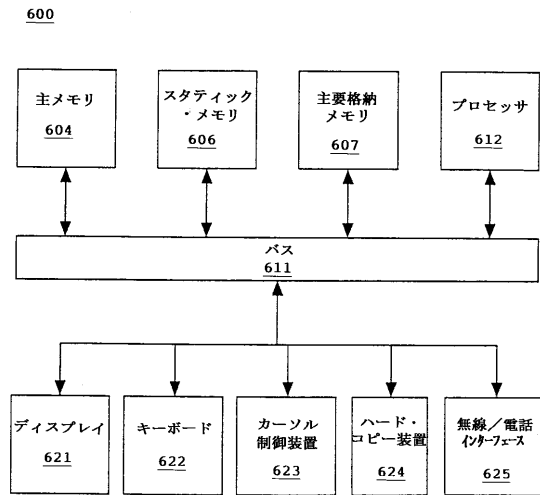 600
主メモリ
604
スタティック
・メモリ
606
主要格納
メモリ
607
プロセッサ
612
バス
611
ディスプレイ
621
キーボード
622
カーソル
制御装置
623
ハード・
コピー装置
624
無線／電話
インターフェース
625